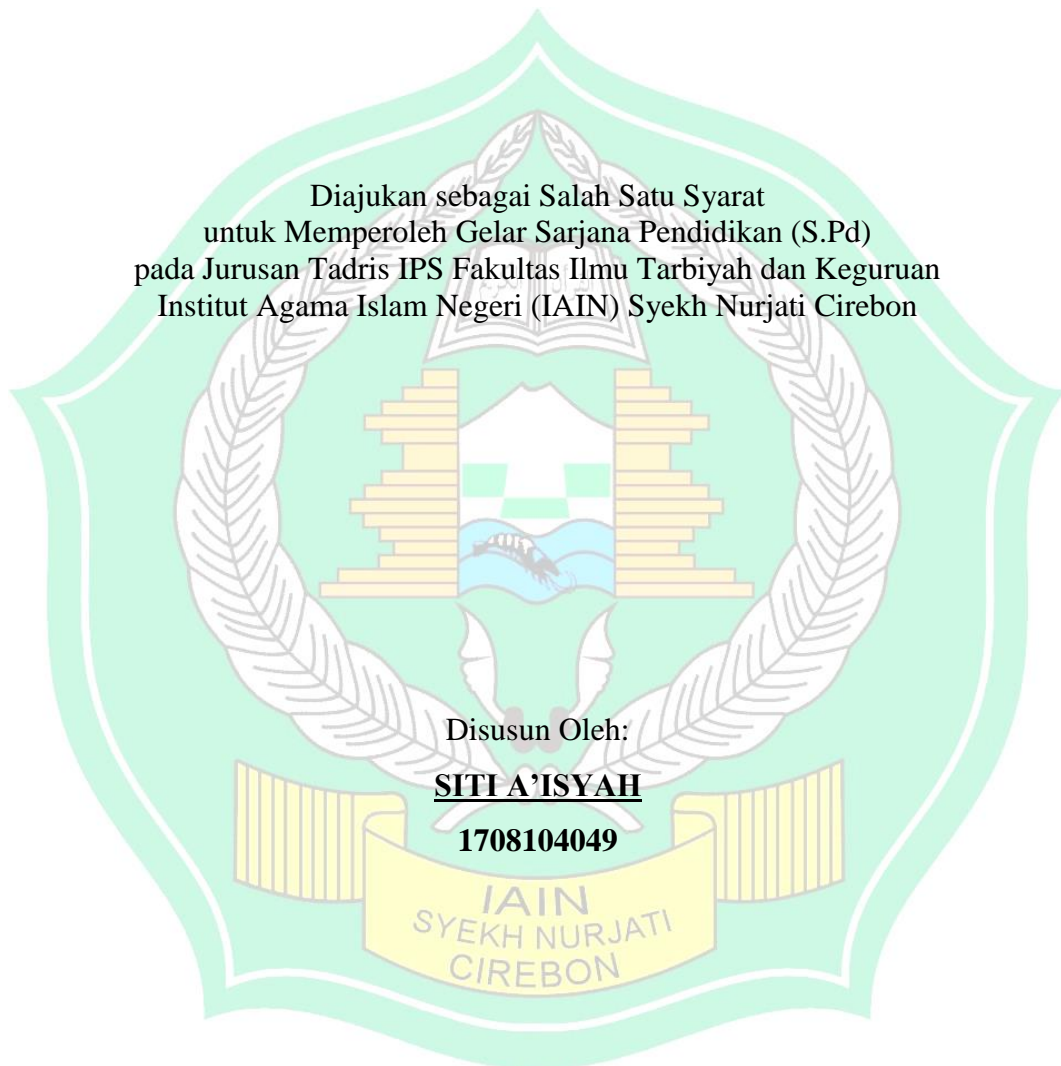 Diajukan sebagai Salah Satu Syarat
untuk Memperoleh Gelar Sarjana Pendidikan (S.Pd)
pada Jurusan Tadris IPS Fakultas Ilmu Tarbiyah dan Keguruan
Institut Agama Islam Negeri (IAIN) Syekh Nurjati Cirebon
Disusun Oleh:
SITI A’ISYAH
1708104049
IAIN
SYEKH NURJATI
CIREBON